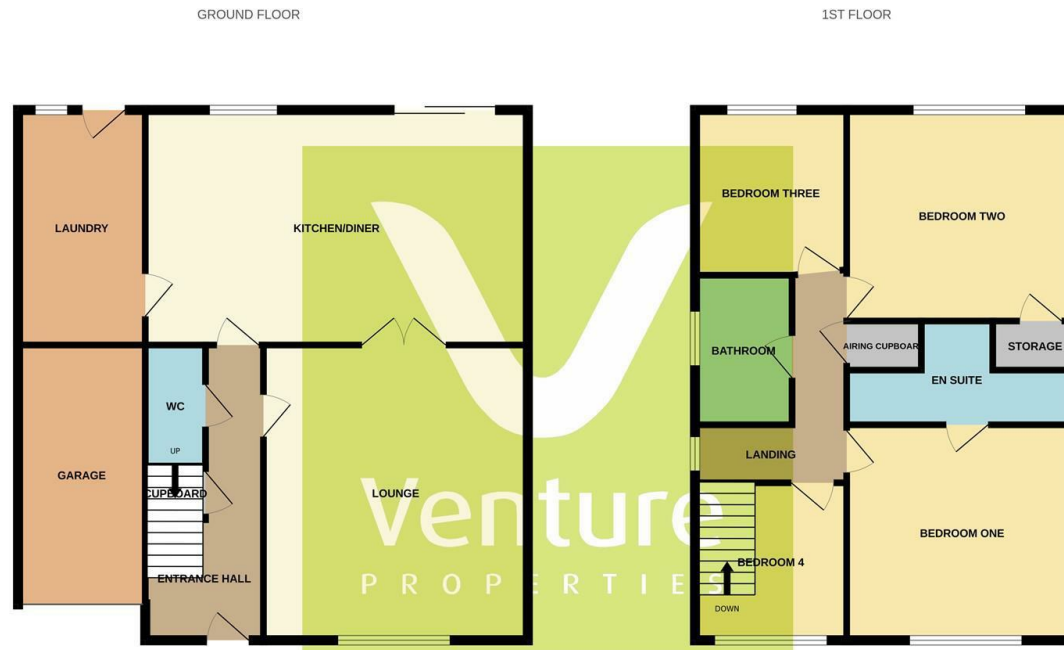 GROUND FLOOR
1ST FLOOR
LAUNDRY
KITCHEN/DINER
WC
UP
GARAGE
CUPBOARD
LOUNGE
ENTRANCE HALL
BEDROOM THREE
BEDROOM TWO
BATHROOM
AIRING CUPBOAR
STORAGE
EN SUITE
LANDING
BEDROOM ONE
BEDROOM 4
DOWN
Venture
PROPERTIES